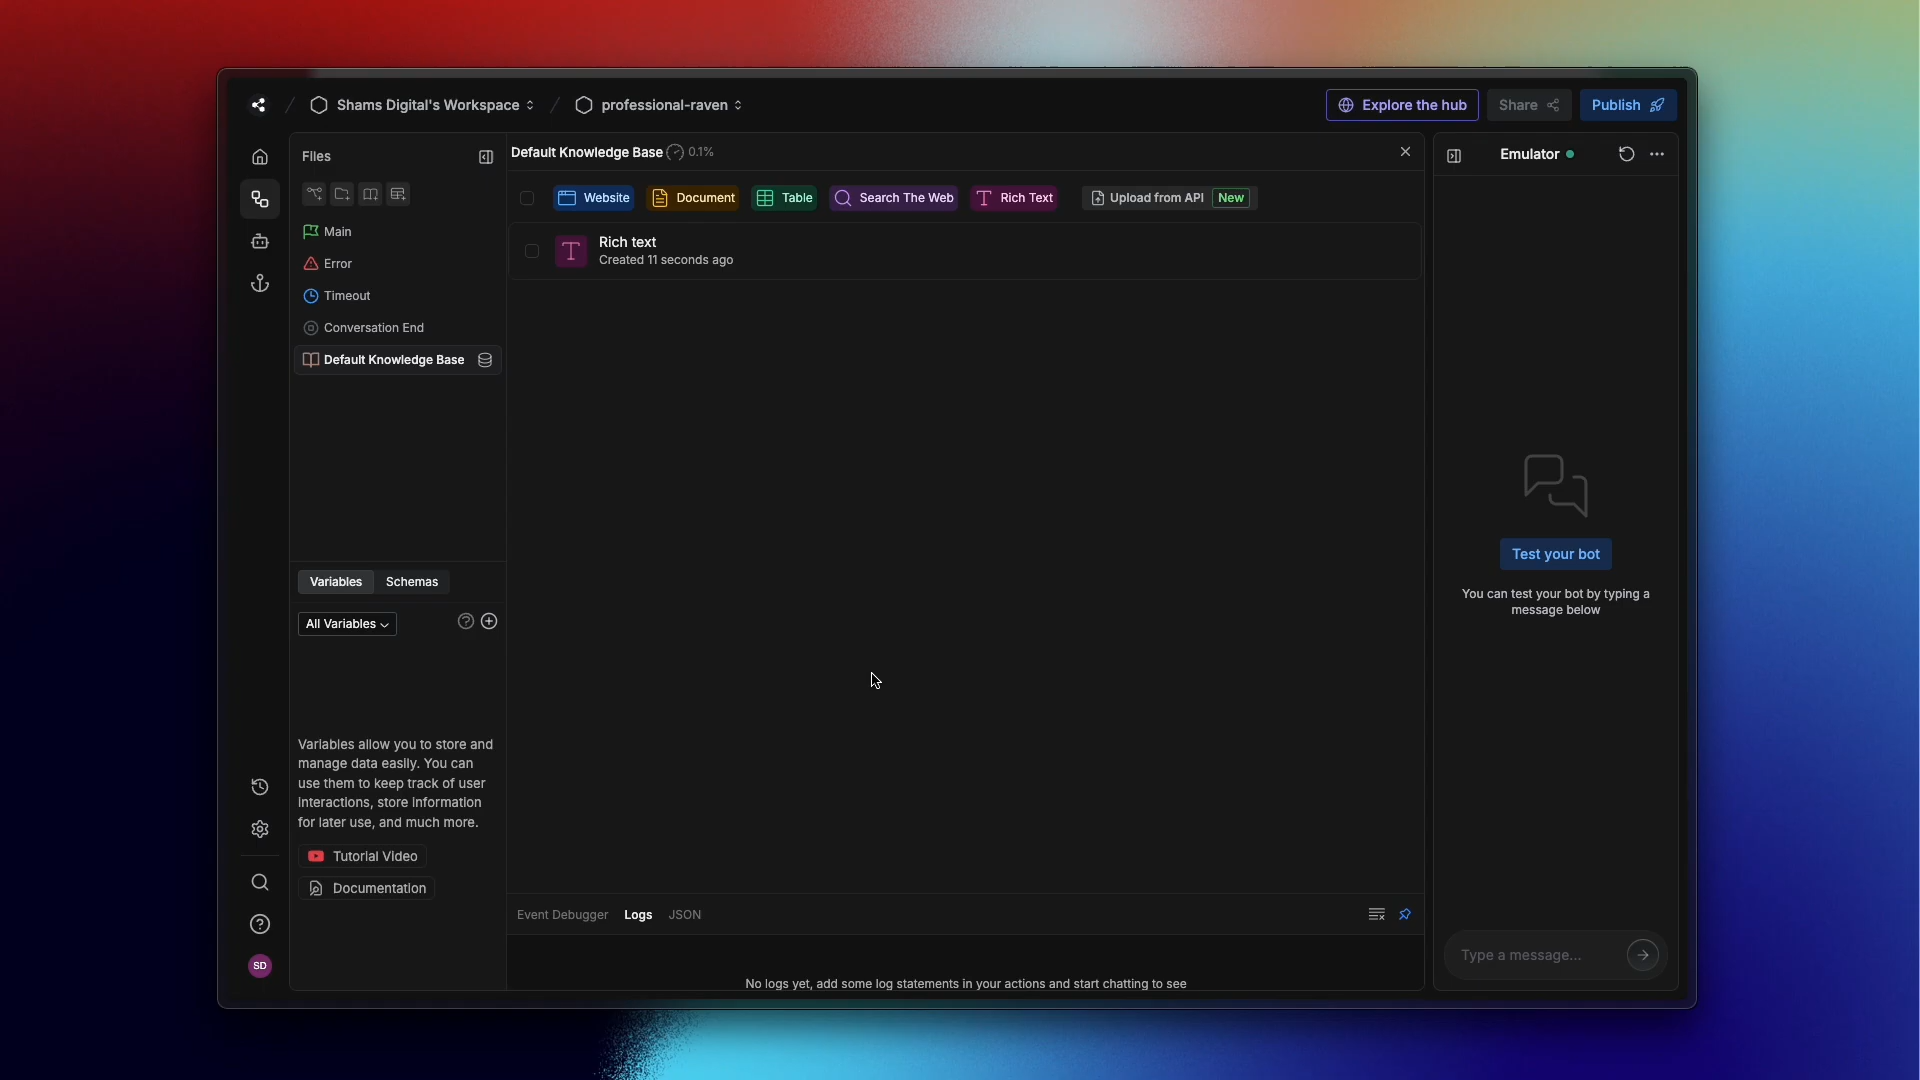 Shams Digital's Workspace
professional-raven
Explore the hub
Share
Publish
Files
Default Knowledge Base
0.1%
Emulator
Website
Document
Table
Search The Web
Rich Text
Upload from API
New
Main
Rich text
Created 11 seconds ago
Error
Timeout
Conversation End
Default Knowledge Base
Test your bot
You can test your bot by typing a
message below
Variables
Schemas
All Variables
Variables allow you to store and
manage data easily. You can
use them to keep track of user
interactions, store information
for later use, and much more.
Tutorial Video
Documentation
Event Debugger
Logs
JSON
Type a message...
SD
No logs yet, add some log statements in your actions and start chatting to see